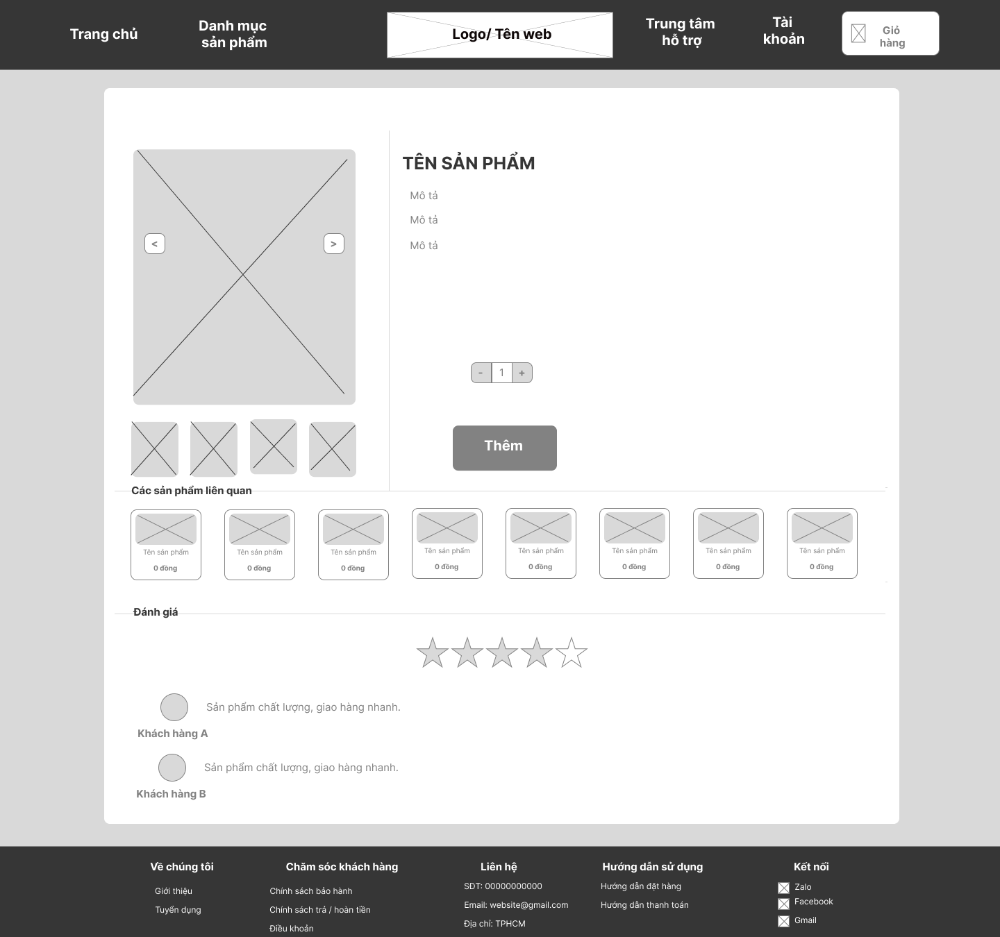 Trang chủ
Danh mục
sản phẩm
Logo/ Tên web
Trung tâm
hỗ trợ
Tài
khoản
Giỏ
hàng
<
>
TÊN SẢN PHẨM
Mô tả
Mô tả
Mô tả
- 1 +
Thêm
Các sản phẩm liên quan
Tên sản phẩm
0 đồng
Tên sản phẩm
0 đồng
Tên sản phẩm
0 đồng
Tên sản phẩm
0 đồng
Tên sản phẩm
0 đồng
Tên sản phẩm
0 đồng
Tên sản phẩm
0 đồng
Tên sản phẩm
0 đồng
Đánh giá
Sản phẩm chất lượng, giao hàng nhanh.
Khách hàng A
Sản phẩm chất lượng, giao hàng nhanh.
Khách hàng B
Về chúng tôi
Giới thiệu
Tuyển dụng
Chăm sóc khách hàng
Chính sách bảo hành
Chính sách trả / hoàn tiền
Điều khoản
Liên hệ
SĐT: 00000000000
Email: website@gmail.com
Địa chỉ: TPHCM
Hướng dẫn sử dụng
Hướng dẫn đặt hàng
Hướng dẫn thanh toán
Kết nối
Zalo
Facebook
Gmail